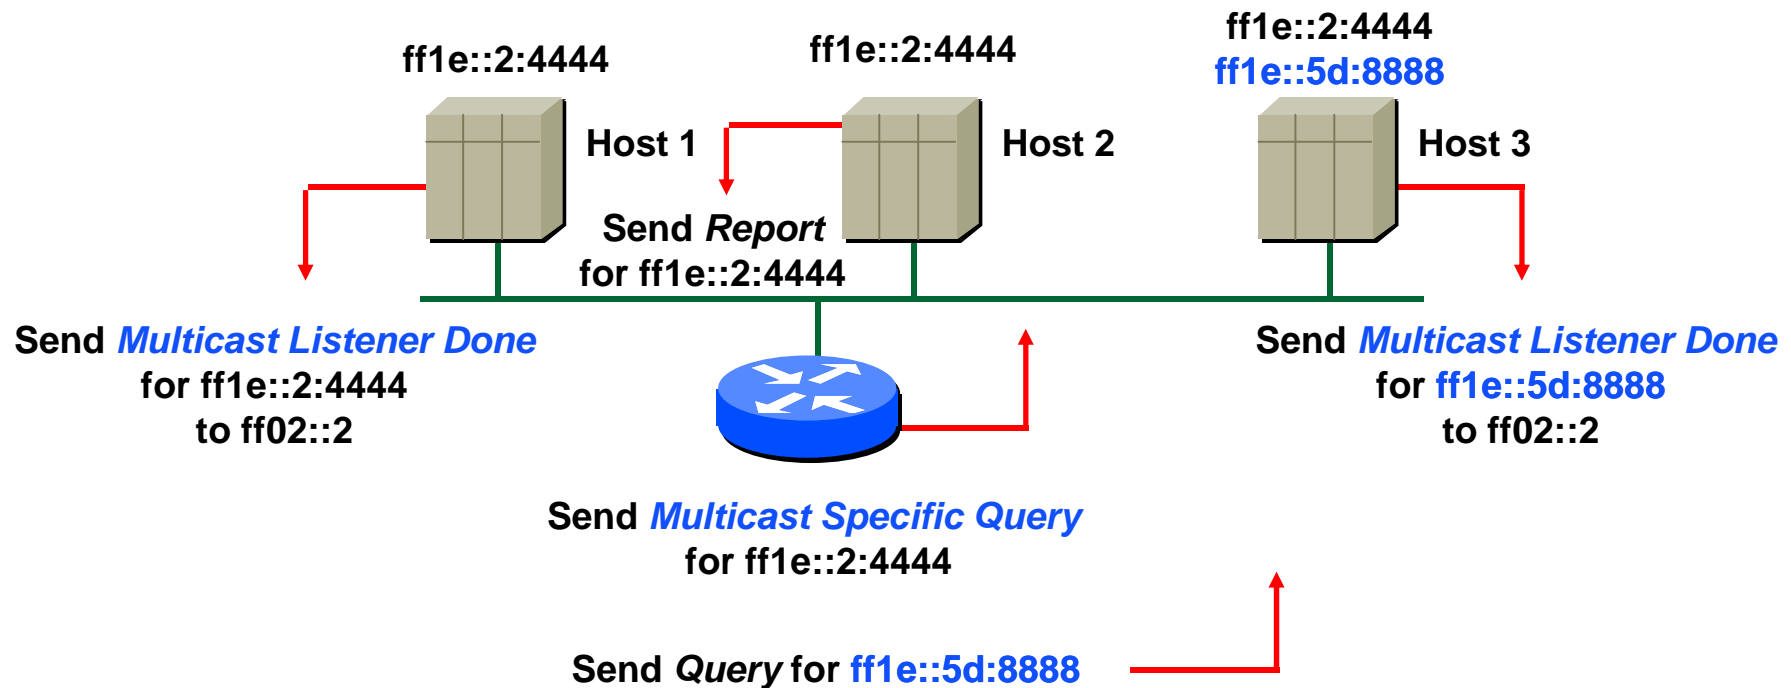 ff1e::2:4444
ff1e::2:4444
ff1e::2:4444
ff1e::5d:8888
Host 1
Host 2
Host 3
Send Report
for ff1e::2:4444
Send Multicast Listener Done
for ff1e::2:4444
to ff02::2
Send Multicast Listener Done
for ff1e::5d:8888
to ff02::2
Send Multicast Specific Query
for ff1e::2:4444
Send Query for ff1e::5d:8888